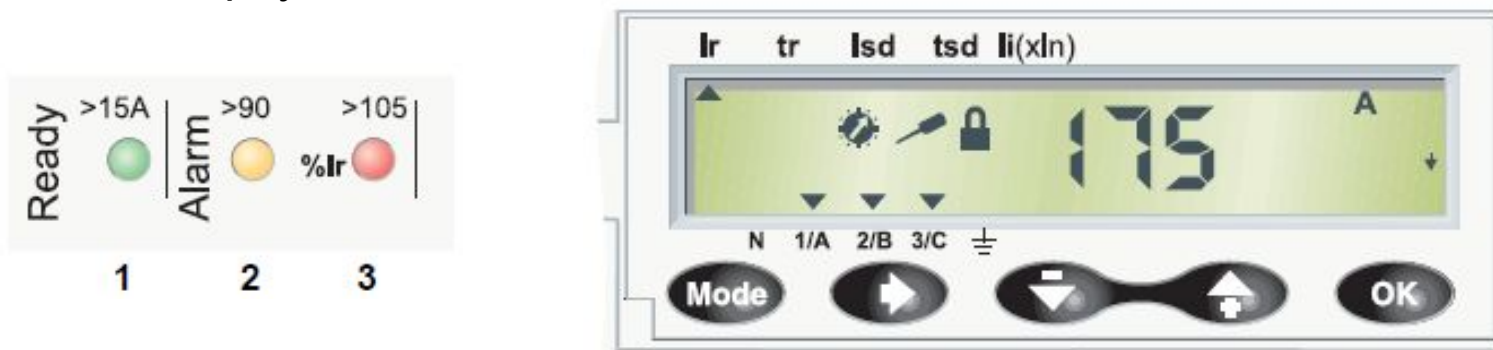 Ready
>15A
Alarm
>90
>105
%Ir
1 2 3
Ir tr Isd tsd Ii(xIn)
175
A
N 1/A 2/B 3/C
Mode
OK